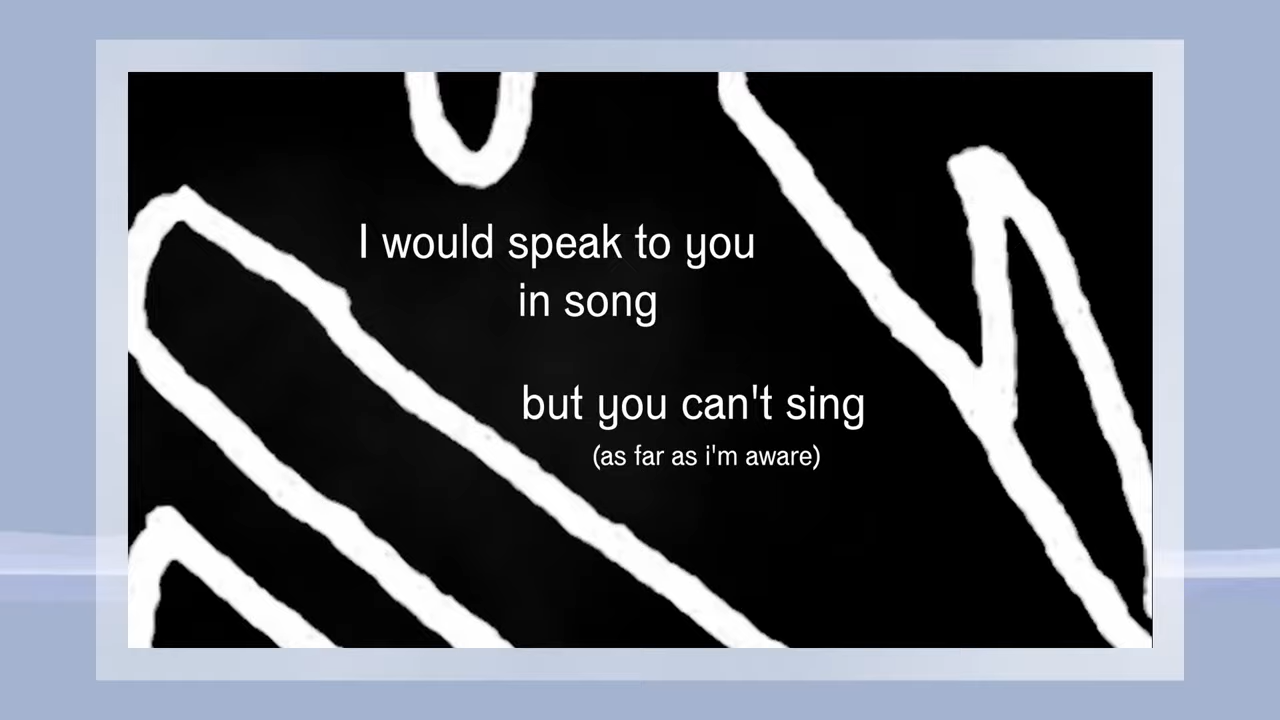 I would speak to you
in song
but you can't sing
(as far as i'm aware)